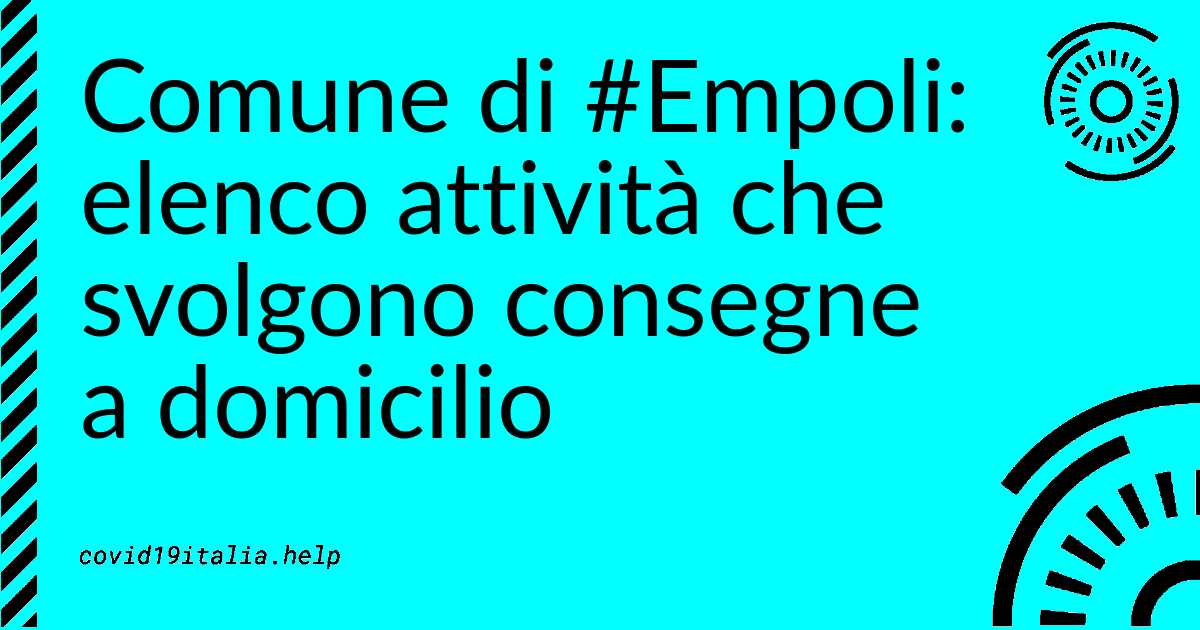 Comune di #Empoli:
elenco attività che
svolgono consegne
a domicilio
covid19italia.help